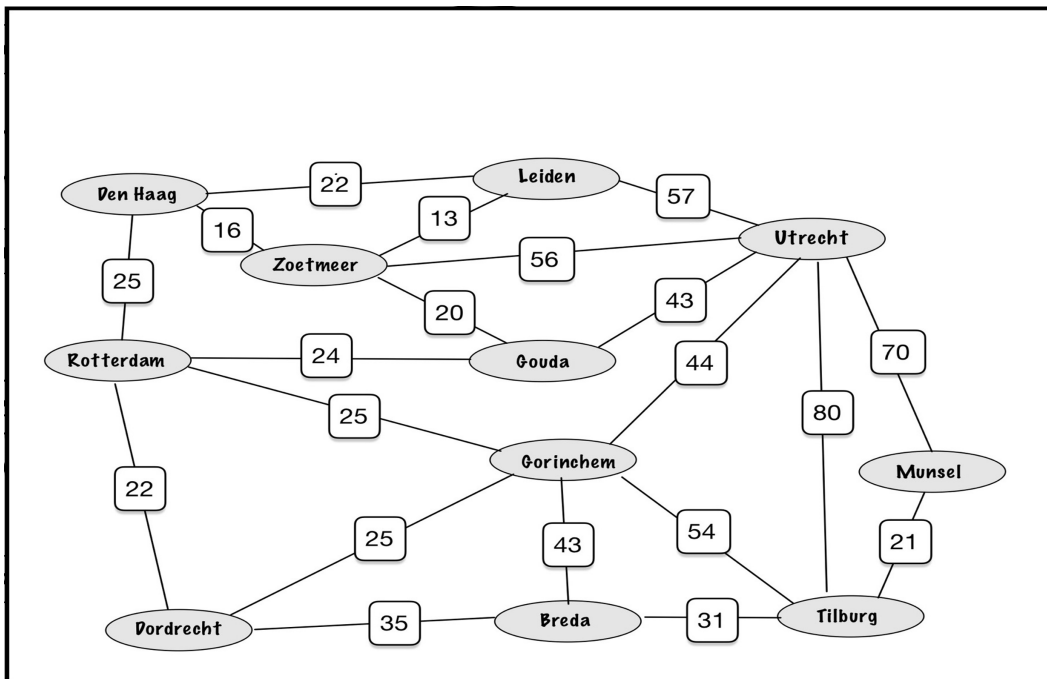 Leiden
22
Den Haag
57
13
16
Utrecht
Zoetmeer
56
25
43
20
Rotterdam
24
Gouda
70
44
25
80
Gorinchem
Munsel
22
54
25
43
21
Tilburg
Breda
31
35
Dordrecht